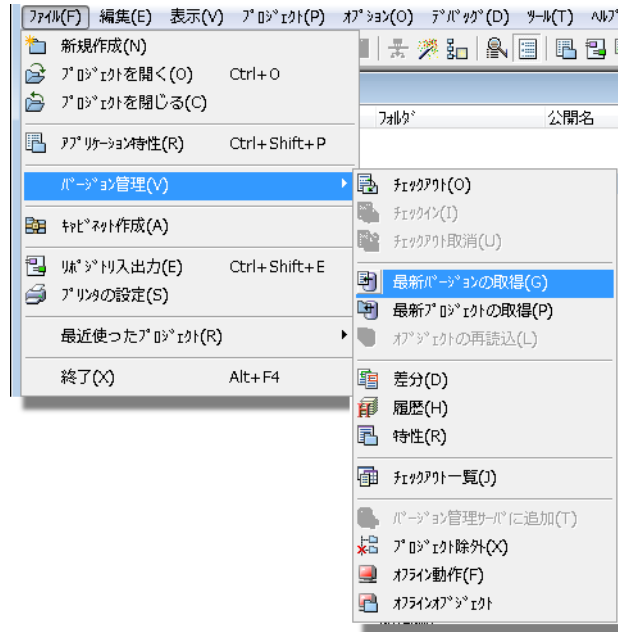 ﾌｧｲﾙ(F) 編集(E) 表示(V) ﾌﾟﾛｼﾞｪｸﾄ(P) ｵﾌﾟｼｮﾝ(O) ﾃﾞﾊﾞｯｸﾞ(D) ﾂｰﾙ(T) ﾍﾙﾌﾟ
新規作成(N)
ﾌﾟﾛｼﾞｪｸﾄを開く(O) Ctrl+O
ﾌﾟﾛｼﾞｪｸﾄを閉じる(C)
ﾌｫﾙﾀﾞ 公開名
ｱﾌﾟﾘｹｰｼｮﾝ特性(R) Ctrl+Shift+P
ﾊﾞｰｼﾞｮﾝ管理(V)
ｷｬﾋﾞﾈｯﾄ作成(A)
ﾘﾎﾟｼﾞﾄﾘ入出力(E) Ctrl+Shift+E
ﾌﾟﾘﾝﾀの設定(S)
最近使ったﾌﾟﾛｼﾞｪｸﾄ(R)
終了(X) Alt+F4
ﾁｪｯｸｱｳﾄ(O)
ﾁｪｯｸｲﾝ(I)
ﾁｪｯｸｱｳﾄ取消(U)
最新ﾊﾞｰｼﾞｮﾝの取得(G)
最新ﾌﾟﾛｼﾞｪｸﾄの取得(P)
ｵﾌﾞｼﾞｪｸﾄの再読込(L)
差分(D)
履歴(H)
特性(R)
ﾁｪｯｸｱｳﾄ一覧(J)
ﾊﾞｰｼﾞｮﾝ管理ｻｰﾊﾞに追加(T)
ﾌﾟﾛｼﾞｪｸﾄ除外(X)
ｵﾌﾗｲﾝ動作(F)
ｵﾌﾗｲﾝｵﾌﾞｼﾞｪｸﾄ